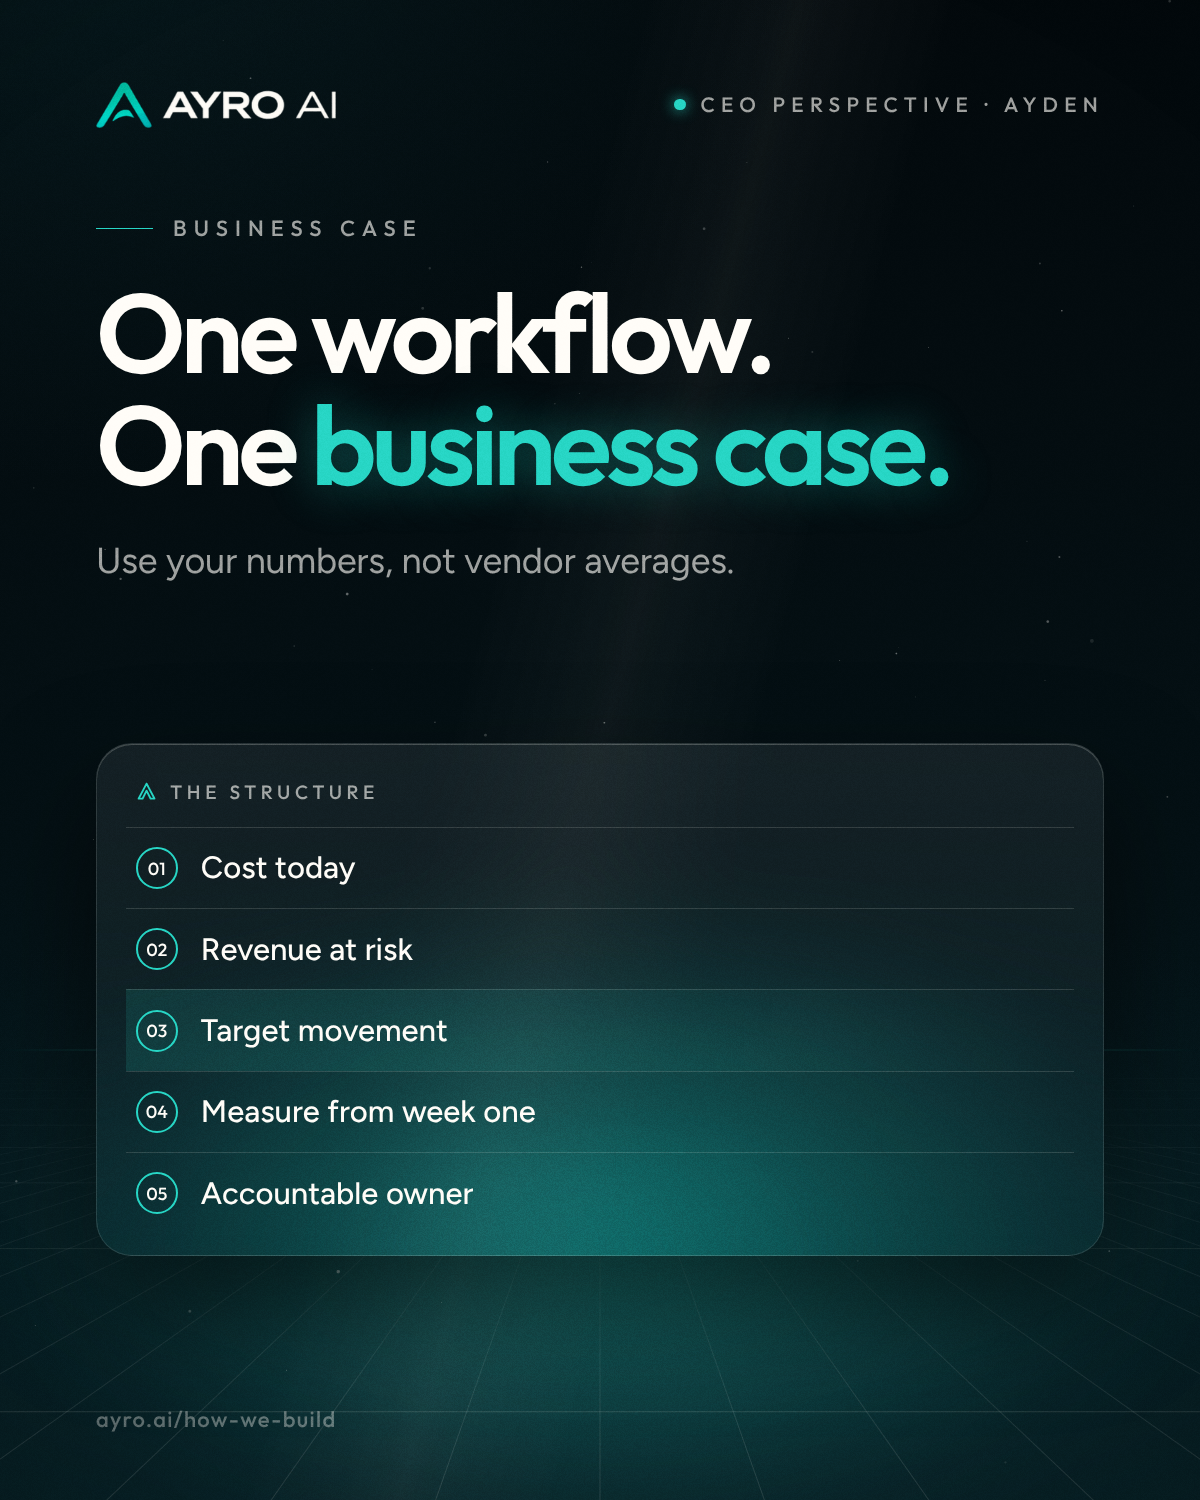 AYRO AI
CEO PERSPECTIVE · AYDEN
BUSINESS CASE
One workflow.
One business case.
Use your numbers, not vendor averages.
THE STRUCTURE
01 Cost today
02 Revenue at risk
03 Target movement
04 Measure from week one
05 Accountable owner
ayro.ai/how-we-build